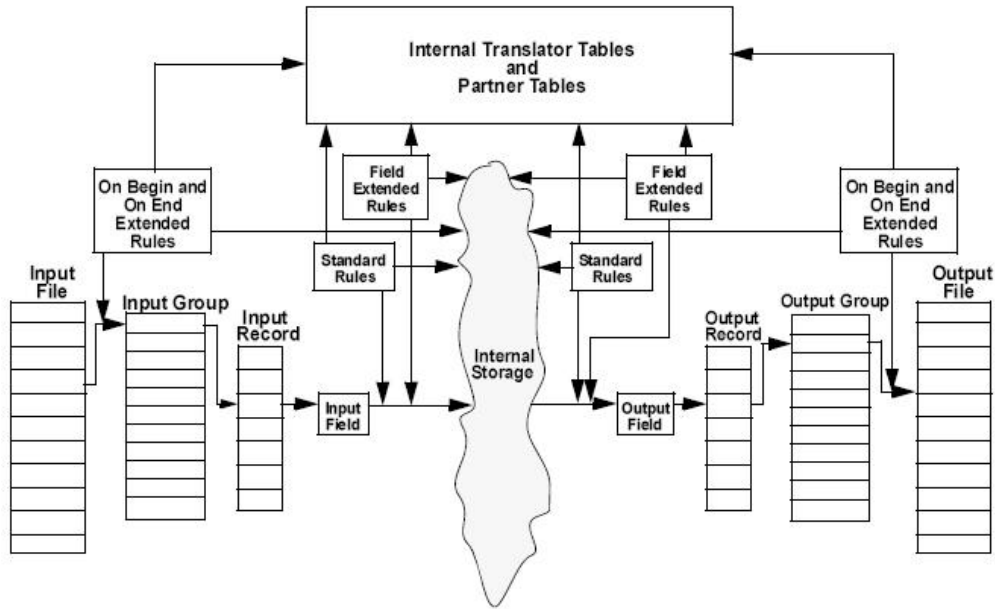 Internal Translator Tables
and
Partner Tables
Field
Extended
Rules
Field
Extended
Rules
On Begin and
On End
Extended
Rules
On Begin and
On End
Extended
Rules
Standard
Rules
Standard
Rules
Input
File
Input Group
Input
Record
Input
Field
Internal
Storage
Output
Field
Output
Record
Output Group
Output
File